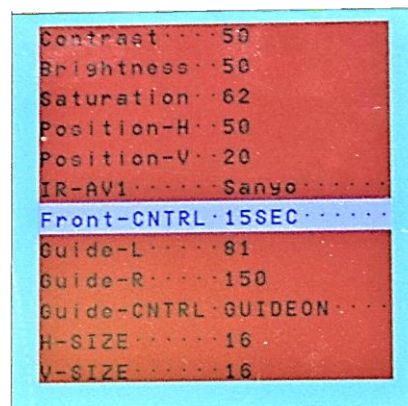 Contrast····50
Brightness··50
Saturation··62
Position-H··50
Position-V··20
IR-AV1······Sanyo······
Front-CNTRL·15SEC······
Guide-L·····81
Guide-R·····150
Guide-CNTRL·GUIDEON····
H-SIZE······16
V-SIZE······16